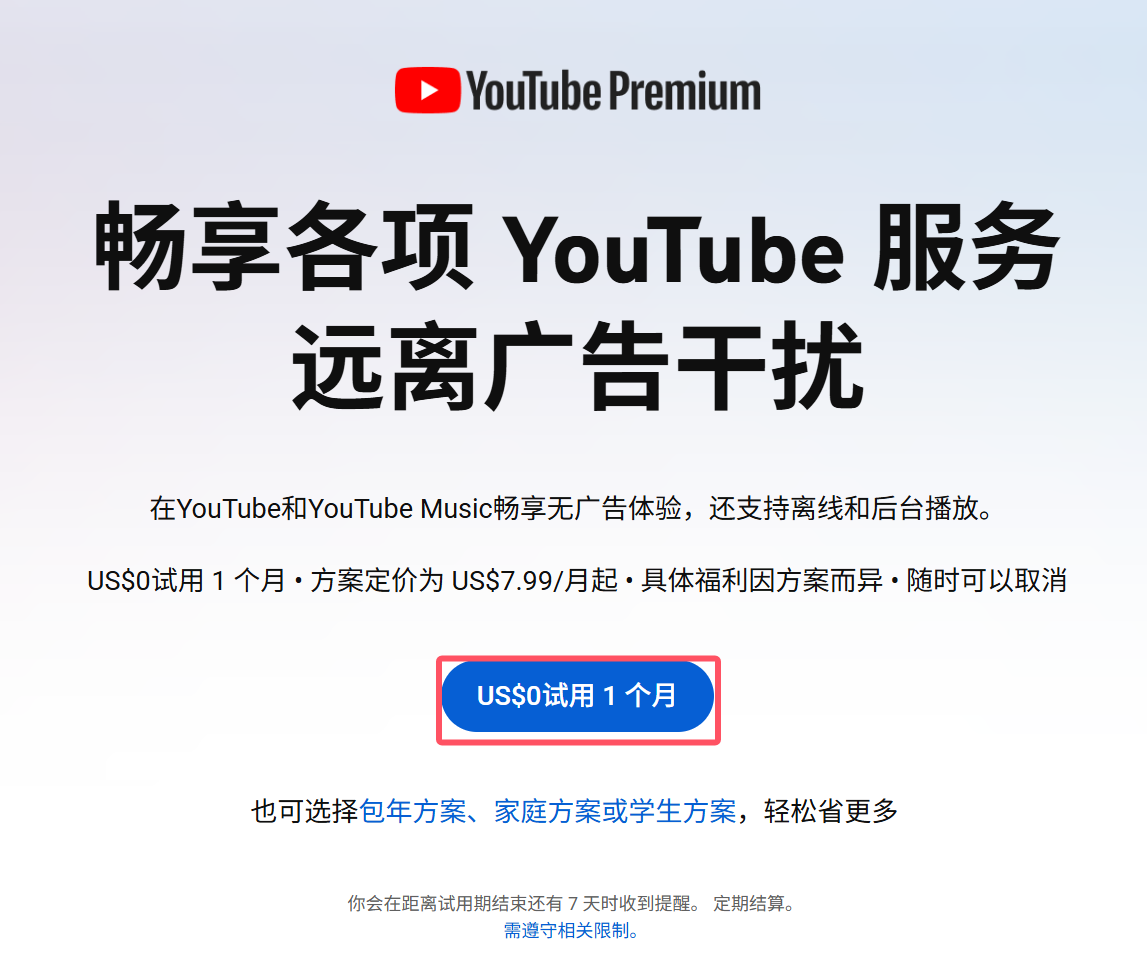 YouTube Premium
畅享各项 YouTube 服务
远离广告干扰
在YouTube和YouTube Music畅享无广告体验，还支持离线和后台播放。
US$0试用 1 个月 • 方案定价为 US$7.99/月起 • 具体福利因方案而异 • 随时可以取消
US$0试用 1 个月
也可选择包年方案、家庭方案或学生方案，轻松省更多
你会在距离试用期结束还有 7 天时收到提醒。 定期结算。
需遵守相关限制。